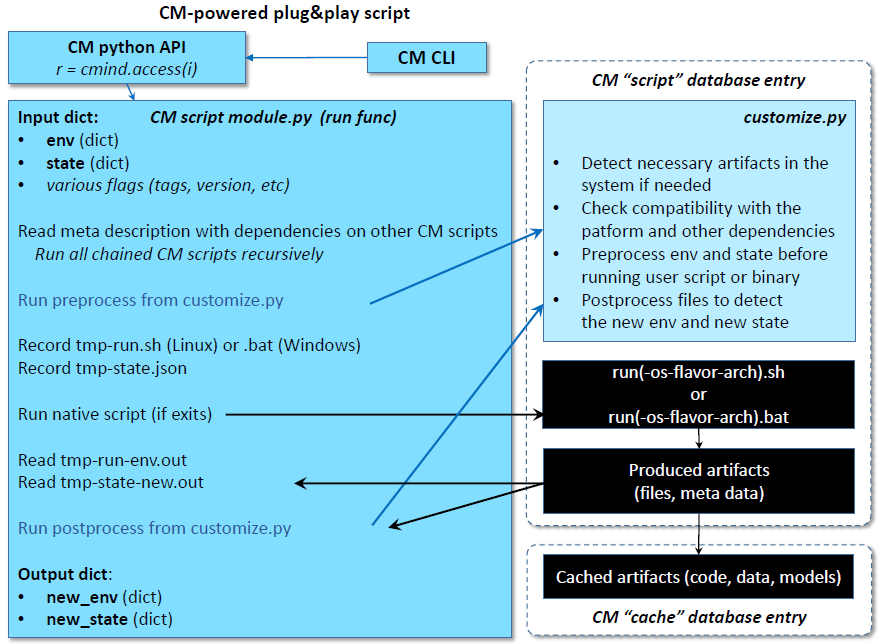 CM-powered plug&play script
CM python API
r = cmind.access(i)
CM CLI
Input dict: CM script module.py (run func)
• env (dict)
• state (dict)
• various flags (tags, version, etc)
Read meta description with dependencies on other CM scripts
Run all chained CM scripts recursively
Run preprocess from customize.py
Record tmp-run.sh (Linux) or .bat (Windows)
Record tmp-state.json
Run native script (if exits)
Read tmp-run-env.out
Read tmp-state-new.out
Run postprocess from customize.py
Output dict:
• new_env (dict)
• new_state (dict)
CM “script” database entry
customize.py
• Detect necessary artifacts in the
system if needed
• Check compatibility with the
patform and other dependencies
• Preprocess env and state before
running user script or binary
• Postprocess files to detect
the new env and new state
run(-os-flavor-arch).sh
or
run(-os-flavor-arch).bat
Produced artifacts
(files, meta data)
Cached artifacts (code, data, models)
CM “cache” database entry